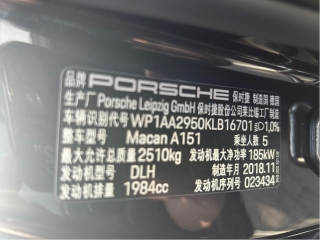 品牌 PORSCHE 保时捷 制造国 德国
生产厂 Porsche Leipzig GmbH 保时捷股份公司莱比锡工厂制造
车辆识别代号 WP1AA2950KLB16701 1,0%
整车型号 Macan A151 乘坐人数 5
最大允许总质量 2510kg 发动机最大净功率 185kW
发动机型号 DLH 制造年月 2018.11
发动机排量 1984cc 发动机序列号 023434